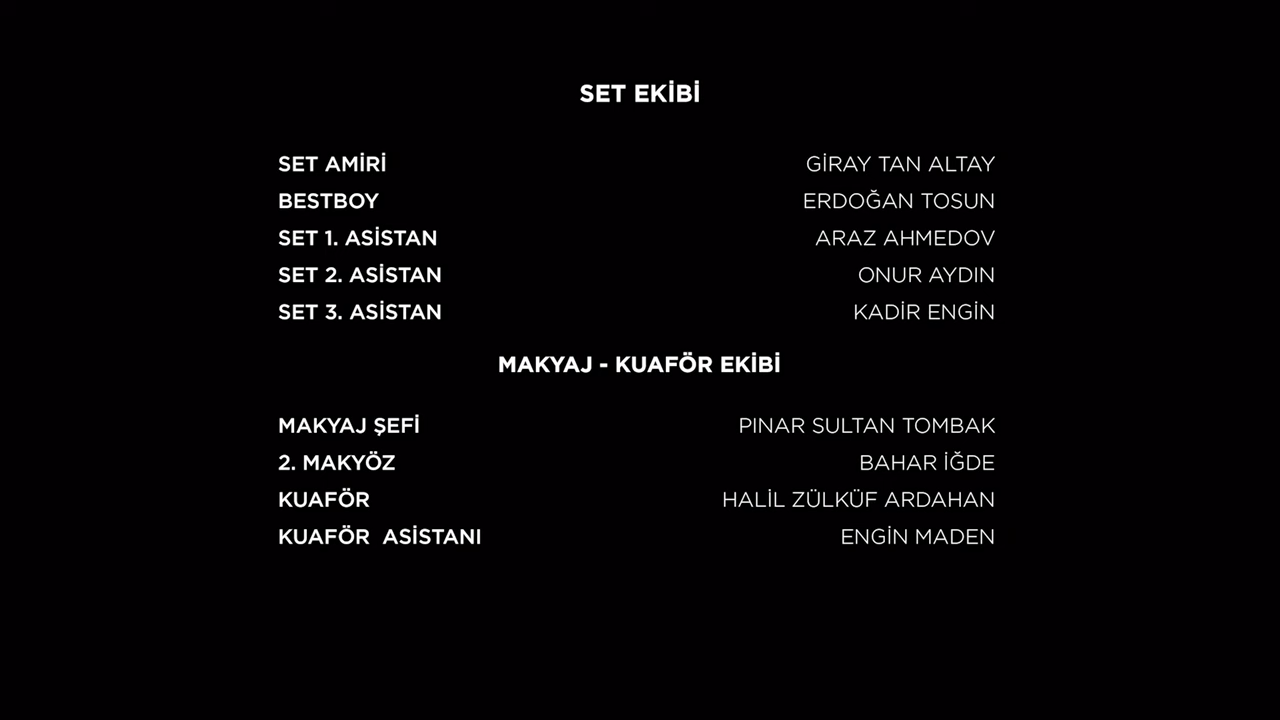 SET EKİBİ
SET AMİRİ GİRAY TAN ALTAY
BESTBOY ERDOĞAN TOSUN
SET 1. ASİSTAN ARAZ AHMEDOV
SET 2. ASİSTAN ONUR AYDIN
SET 3. ASİSTAN KADİR ENGİN
MAKYAJ - KUAFÖR EKİBİ
MAKYAJ ŞEFİ PINAR SULTAN TOMBAK
2. MAKYÖZ BAHAR İĞDE
KUAFÖR HALİL ZÜLKÜF ARDAHAN
KUAFÖR ASİSTANI ENGİN MADEN